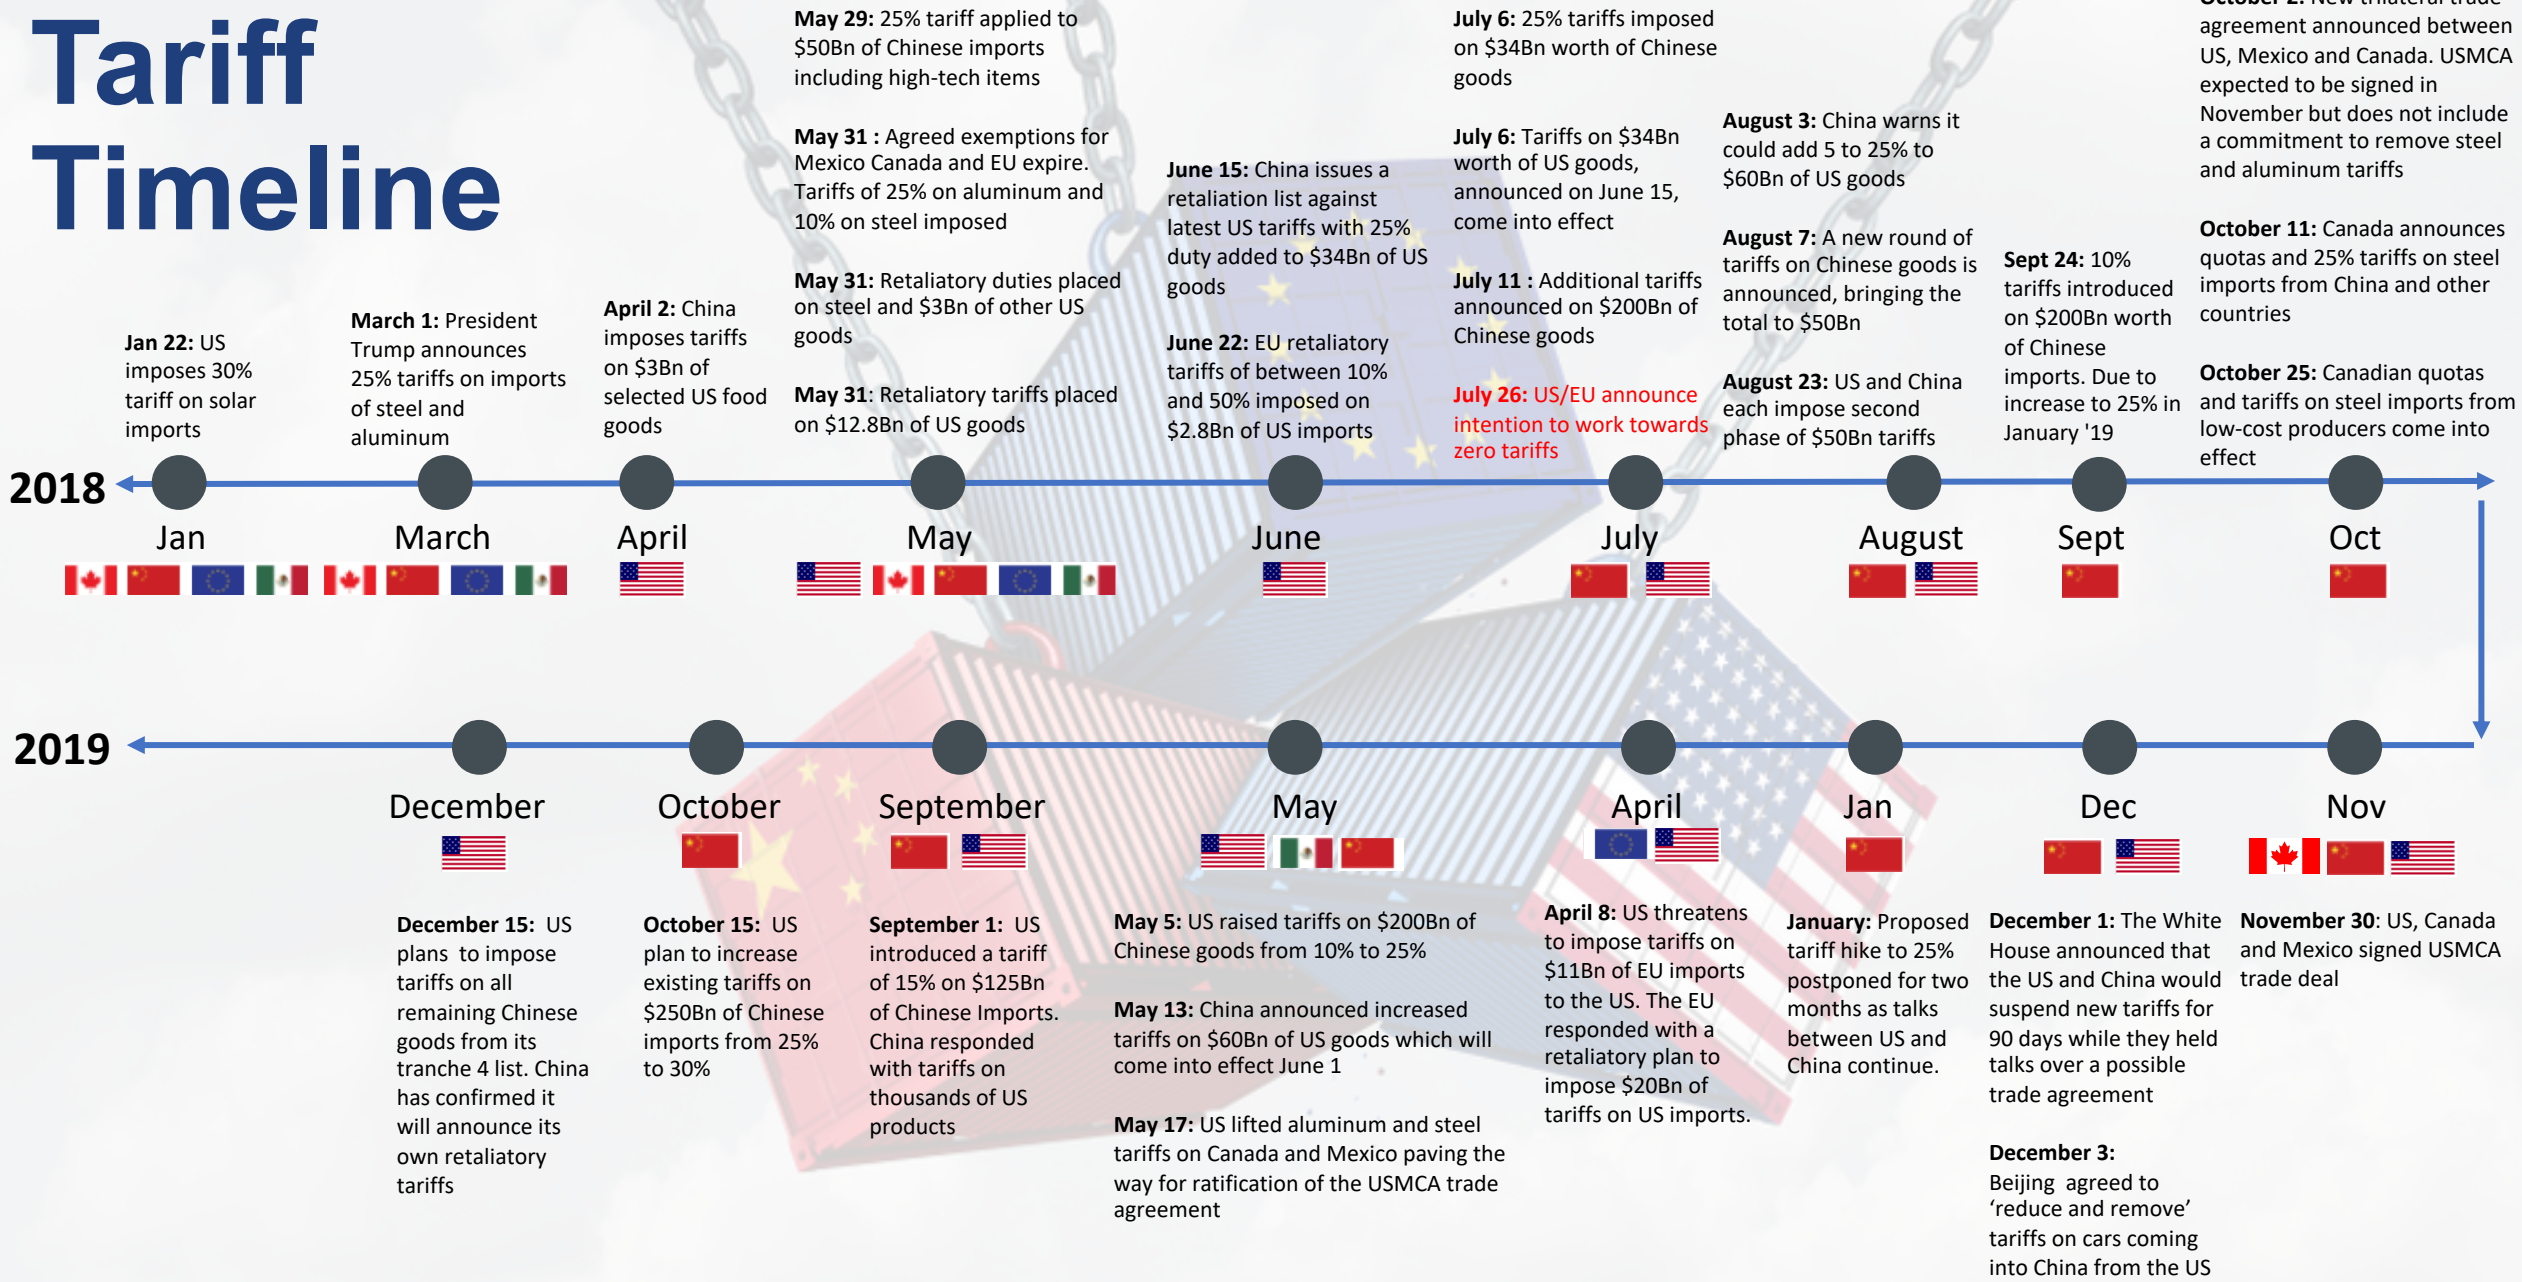 Tariff
Timeline
May 29: 25% tariff applied to
$50Bn of Chinese imports
including high-tech items
May 31 : Agreed exemptions for
Mexico Canada and EU expire.
Tariffs of 25% on aluminum and
10% on steel imposed
May 31: Retaliatory duties placed
on steel and $3Bn of other US
goods
May 31: Retaliatory tariffs placed
on $12.8Bn of US goods
July 6: 25% tariffs imposed
on $34Bn worth of Chinese
goods
July 6: Tariffs on $34Bn
worth of US goods,
announced on June 15,
come into effect
July 11 : Additional tariffs
announced on $200Bn of
Chinese goods
July 26: US/EU announce
intention to work towards
zero tariffs
October 2: New trilateral trade
agreement announced between
US, Mexico and Canada. USMCA
expected to be signed in
November but does not include
a commitment to remove steel
and aluminum tariffs
October 11: Canada announces
quotas and 25% tariffs on steel
imports from China and other
countries
October 25: Canadian quotas
and tariffs on steel imports from
low-cost producers come into
effect
August 3: China warns it
could add 5 to 25% to
$60Bn of US goods
August 7: A new round of
tariffs on Chinese goods is
announced, bringing the
total to $50Bn
August 23: US and China
each impose second
phase of $50Bn tariffs
June 15: China issues a
retaliation list against
latest US tariffs with 25%
duty added to $34Bn of US
goods
June 22: EU retaliatory
tariffs of between 10%
and 50% imposed on
$2.8Bn of US imports
Sept 24: 10%
tariffs introduced
on $200Bn worth
of Chinese
imports. Due to
increase to 25% in
January '19
Jan 22: US
imposes 30%
tariff on solar
imports
March 1: President
Trump announces
25% tariffs on imports
of steel and
aluminum
April 2: China
imposes tariffs
on $3Bn of
selected US food
goods
2018
Jan
March
April
May
June
July
August
Sept
Oct
2019
December
October
September
May
April
Jan
Dec
Nov
December 15:  US
plans  to impose
tariffs on all
remaining Chinese
goods from its
tranche 4 list. China
has confirmed it
will announce its
own retaliatory
tariffs
October 15:  US
plan to increase
existing tariffs on
$250Bn of Chinese
imports from 25%
to 30%
September 1:  US
introduced a tariff
of 15% on $125Bn
of Chinese Imports.
China responded
with tariffs on
thousands of US
products
May 5: US raised tariffs on $200Bn of
Chinese goods from 10% to 25%
May 13: China announced increased
tariffs on $60Bn of US goods which will
come into effect June 1
May 17: US lifted aluminum and steel
tariffs on Canada and Mexico paving the
way for ratification of the USMCA trade
agreement
April 8: US threatens
to impose tariffs on
$11Bn of EU imports
to the US. The EU
responded with a
retaliatory plan to
impose $20Bn of
tariffs on US imports.
January: Proposed
tariff hike to 25%
postponed for two
months as talks
between US and
China continue.
December 1: The White
House announced that
the US and China would
suspend new tariffs for
90 days while they held
talks over a possible
trade agreement
December 3:
Beijing  agreed to
‘reduce and remove’
tariffs on cars coming
into China from the US
November 30: US, Canada
and Mexico signed USMCA
trade deal